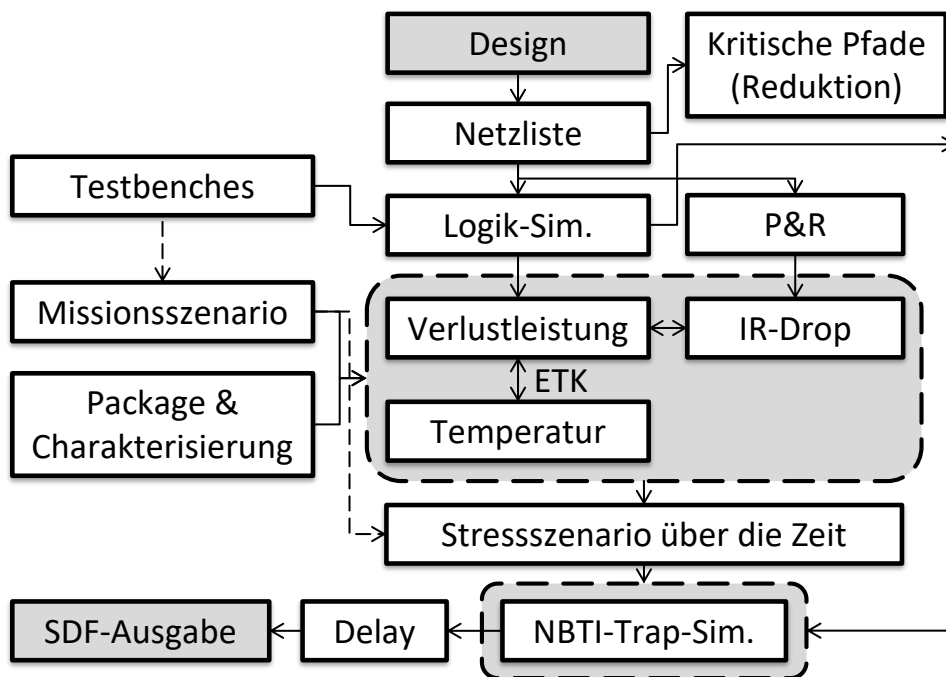 Design
Kritische Pfade
(Reduktion)
Netzliste
Testbenches
Logik-Sim.
P&R
Missionsszenario
Verlustleistung
IR-Drop
ETK
Package &
Charakterisierung
Temperatur
Stressszenario über die Zeit
SDF-Ausgabe
Delay
NBTI-Trap-Sim.